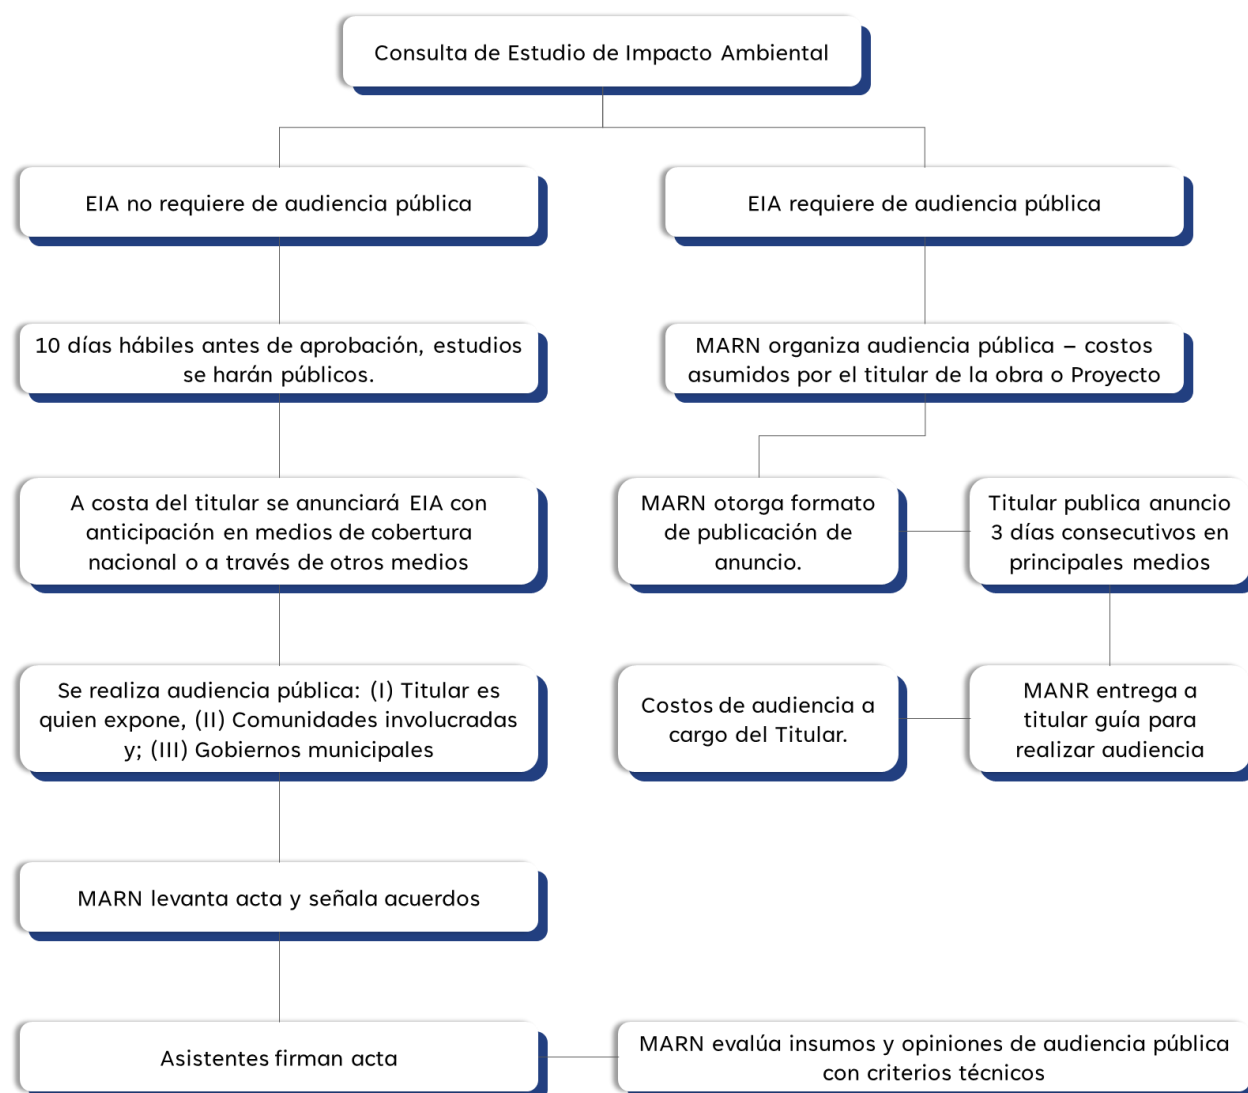 Consulta de Estudio de Impacto Ambiental
EIA no requiere de audiencia pública
EIA requiere de audiencia pública
10 días hábiles antes de aprobación, estudios
se harán públicos.
MARN organiza audiencia pública – costos
asumidos por el titular de la obra o Proyecto
A costa del titular se anunciará EIA con
anticipación en medios de cobertura
nacional o a través de otros medios
MARN otorga formato
de publicación de
anuncio.
Titular publica anuncio
3 días consecutivos en
principales medios
Se realiza audiencia pública: (I) Titular es
quien expone, (II) Comunidades involucradas
y; (III) Gobiernos municipales
Costos de audiencia a
cargo del Titular.
MANR entrega a
titular guía para
realizar audiencia
MARN levanta acta y señala acuerdos
Asistentes firman acta
MARN evalúa insumos y opiniones de audiencia pública
con criterios técnicos